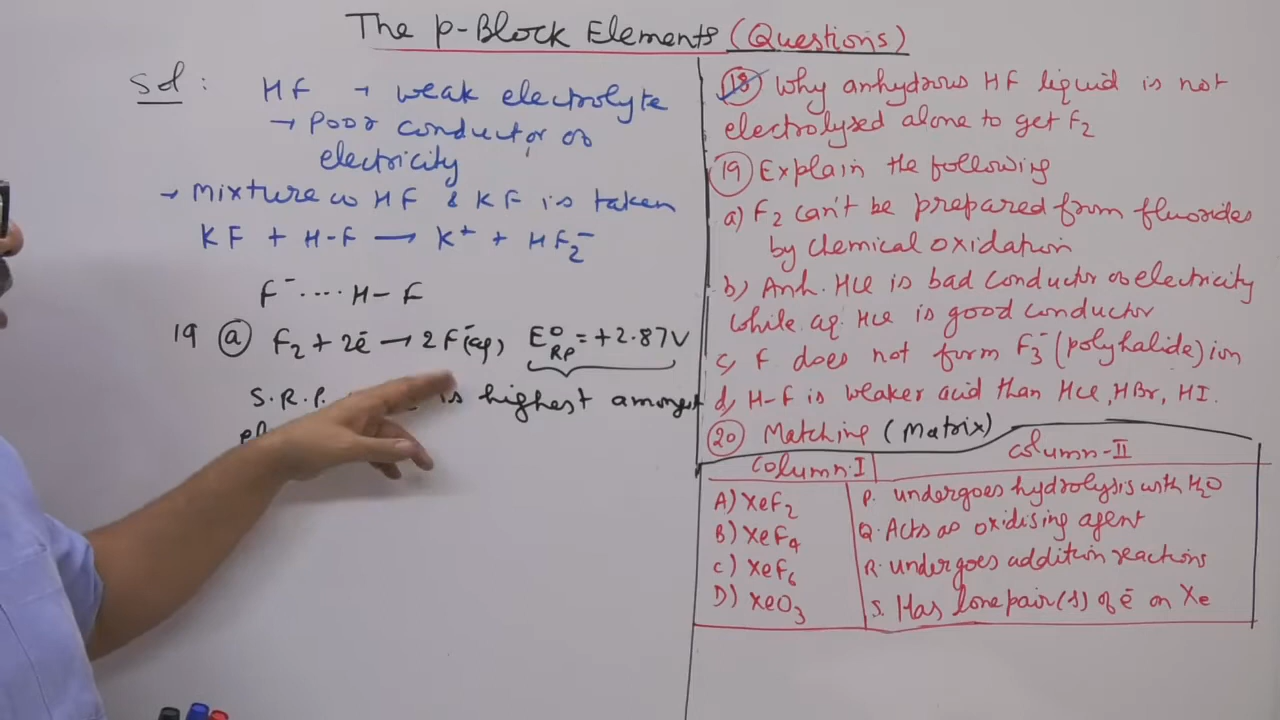 The p-Block Elements (Questions)
Sol :
HF → weak electrolyte
→ Poor conductor of
electricity
→ Mixture of HF & KF is taken
KF + H-F → K⁺ + HF₂⁻
F⁻ .... H-F
19 (a) F₂ + 2ē → 2F⁻(aq) E°RP = +2.87V
S.R.P. is highest amongst
(18) Why anhydrous HF liquid is not
electrolyzed alone to get F₂
(19) Explain the following
a) F₂ can't be prepared from fluorides
by chemical oxidation
b) Anh. HCl is bad conductor of electricity
while aq. HCl is good conductor
c, F does not form F₃⁻ (polyhalide) ion
d, H-F is weaker acid than HCl, HBr, HI.
(20) Matching (Matrix)
Column-I Column-II
A) XeF₂ P. undergoes hydrolysis with H₂O
B) XeF₄ Q. Acts as oxidising agent
C) XeF₆ R. undergoes addition reactions
D) XeO₃ S. Has lone pair(s) of ē on Xe